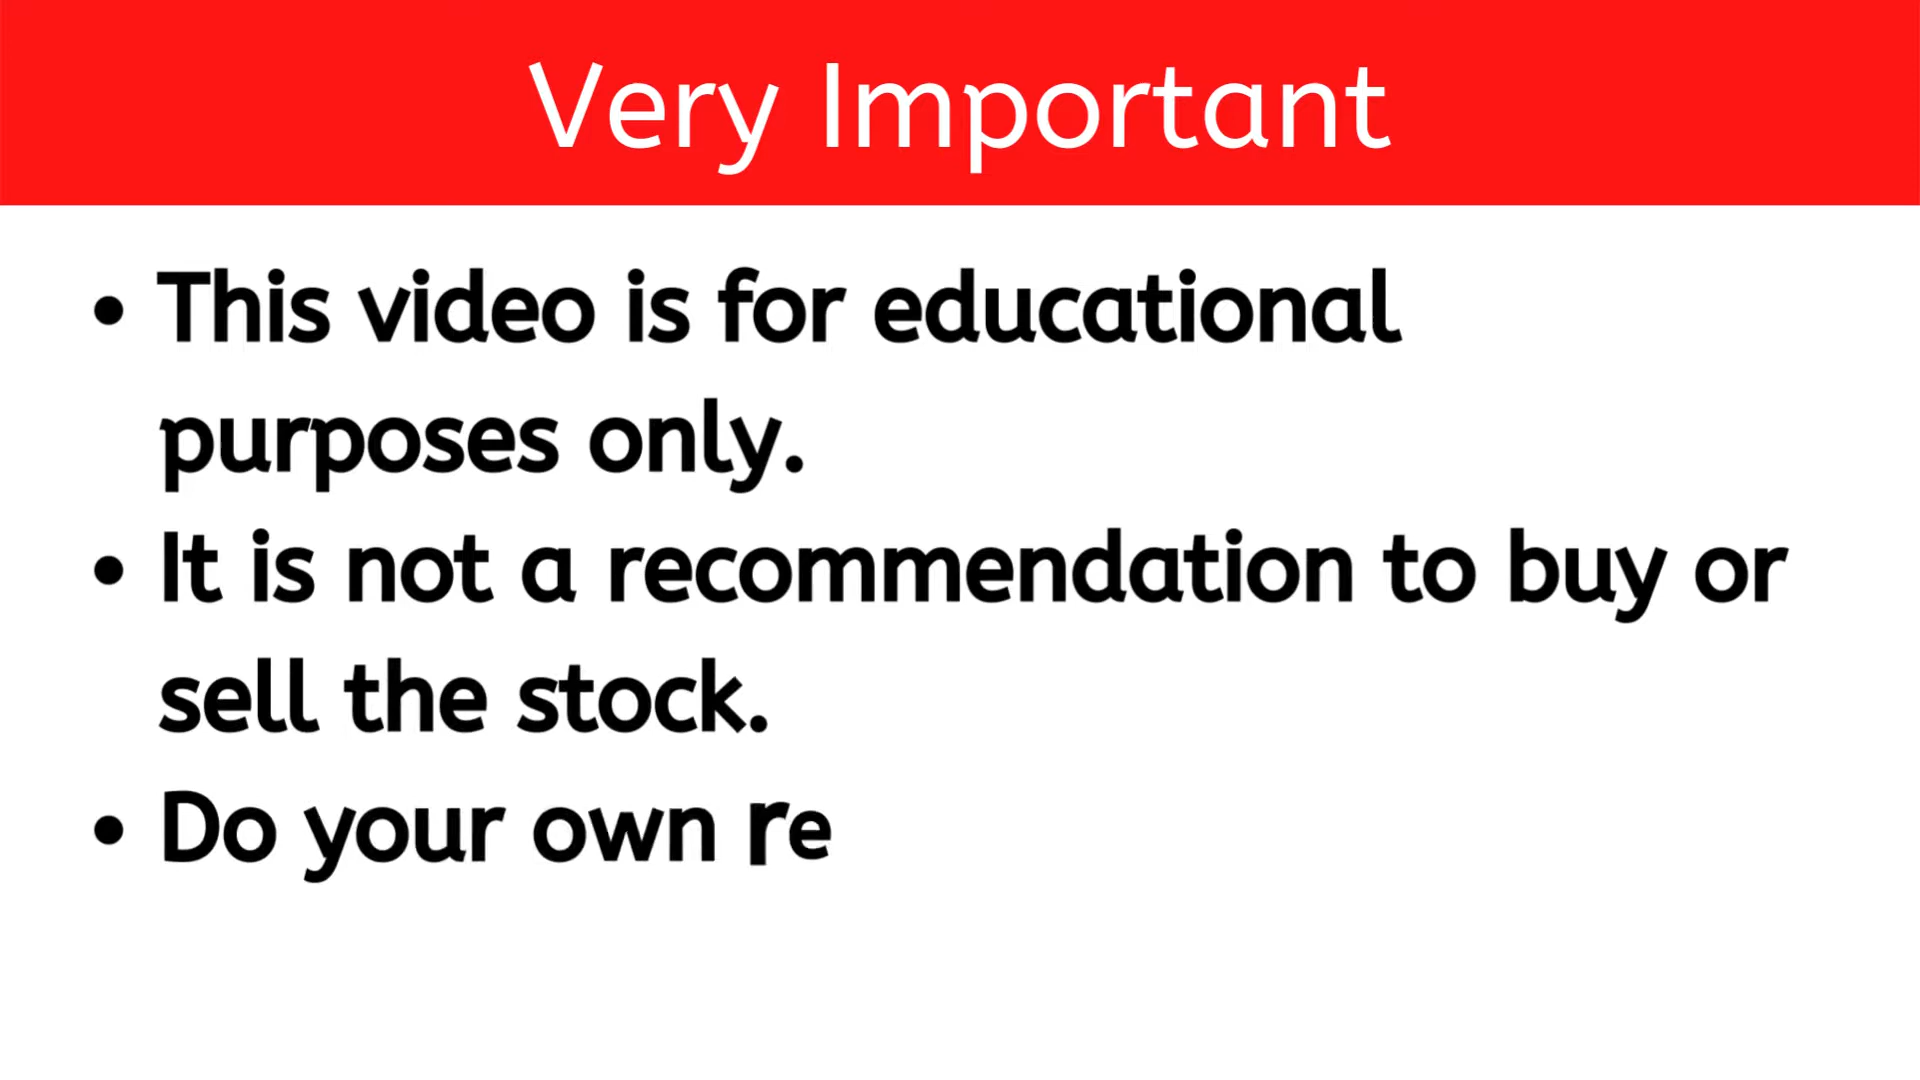 Very Important
• This video is for educational
purposes only.
• It is not a recommendation to buy or
sell the stock.
• Do your own re